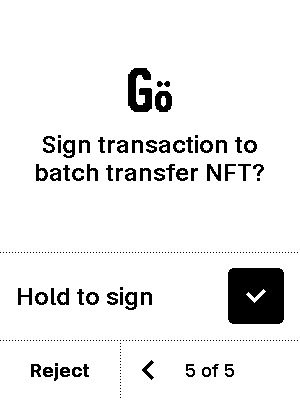 Gö
Sign transaction to
batch transfer NFT?
Hold to sign
Reject
5 of 5